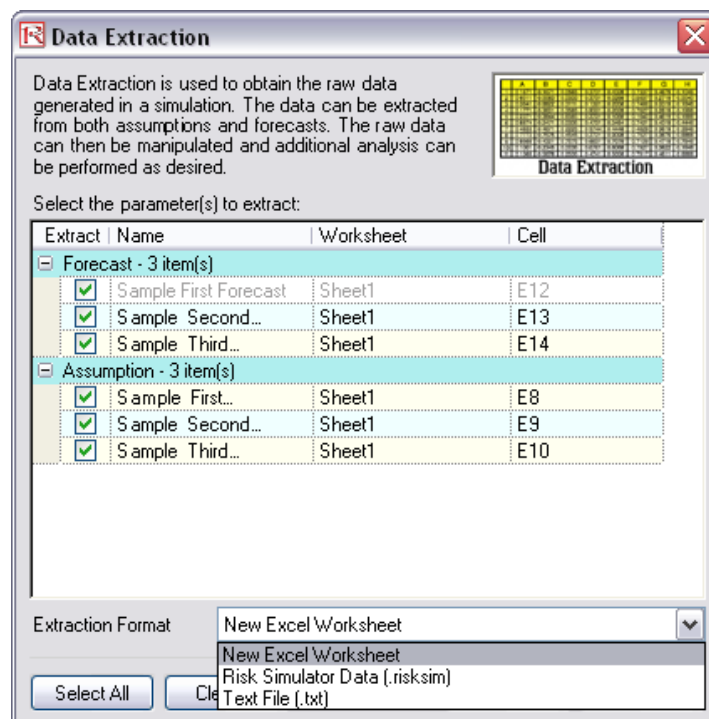 Data Extraction
Data Extraction is used to obtain the raw data
generated in a simulation. The data can be extracted
from both assumptions and forecasts. The raw data
can then be manipulated and additional analysis can
be performed as desired.
A B C D E F G H
Data Extraction
Select the parameter(s) to extract:
Extract Name Worksheet Cell
Forecast - 3 item(s)
Sample First Forecast Sheet1 E12
Sample Second... Sheet1 E13
Sample Third... Sheet1 E14
Assumption - 3 item(s)
Sample First... Sheet1 E8
Sample Second... Sheet1 E9
Sample Third... Sheet1 E10
Extraction Format New Excel Worksheet
New Excel Worksheet
Risk Simulator Data (.risksim)
Text File (.txt)
Select All Cle